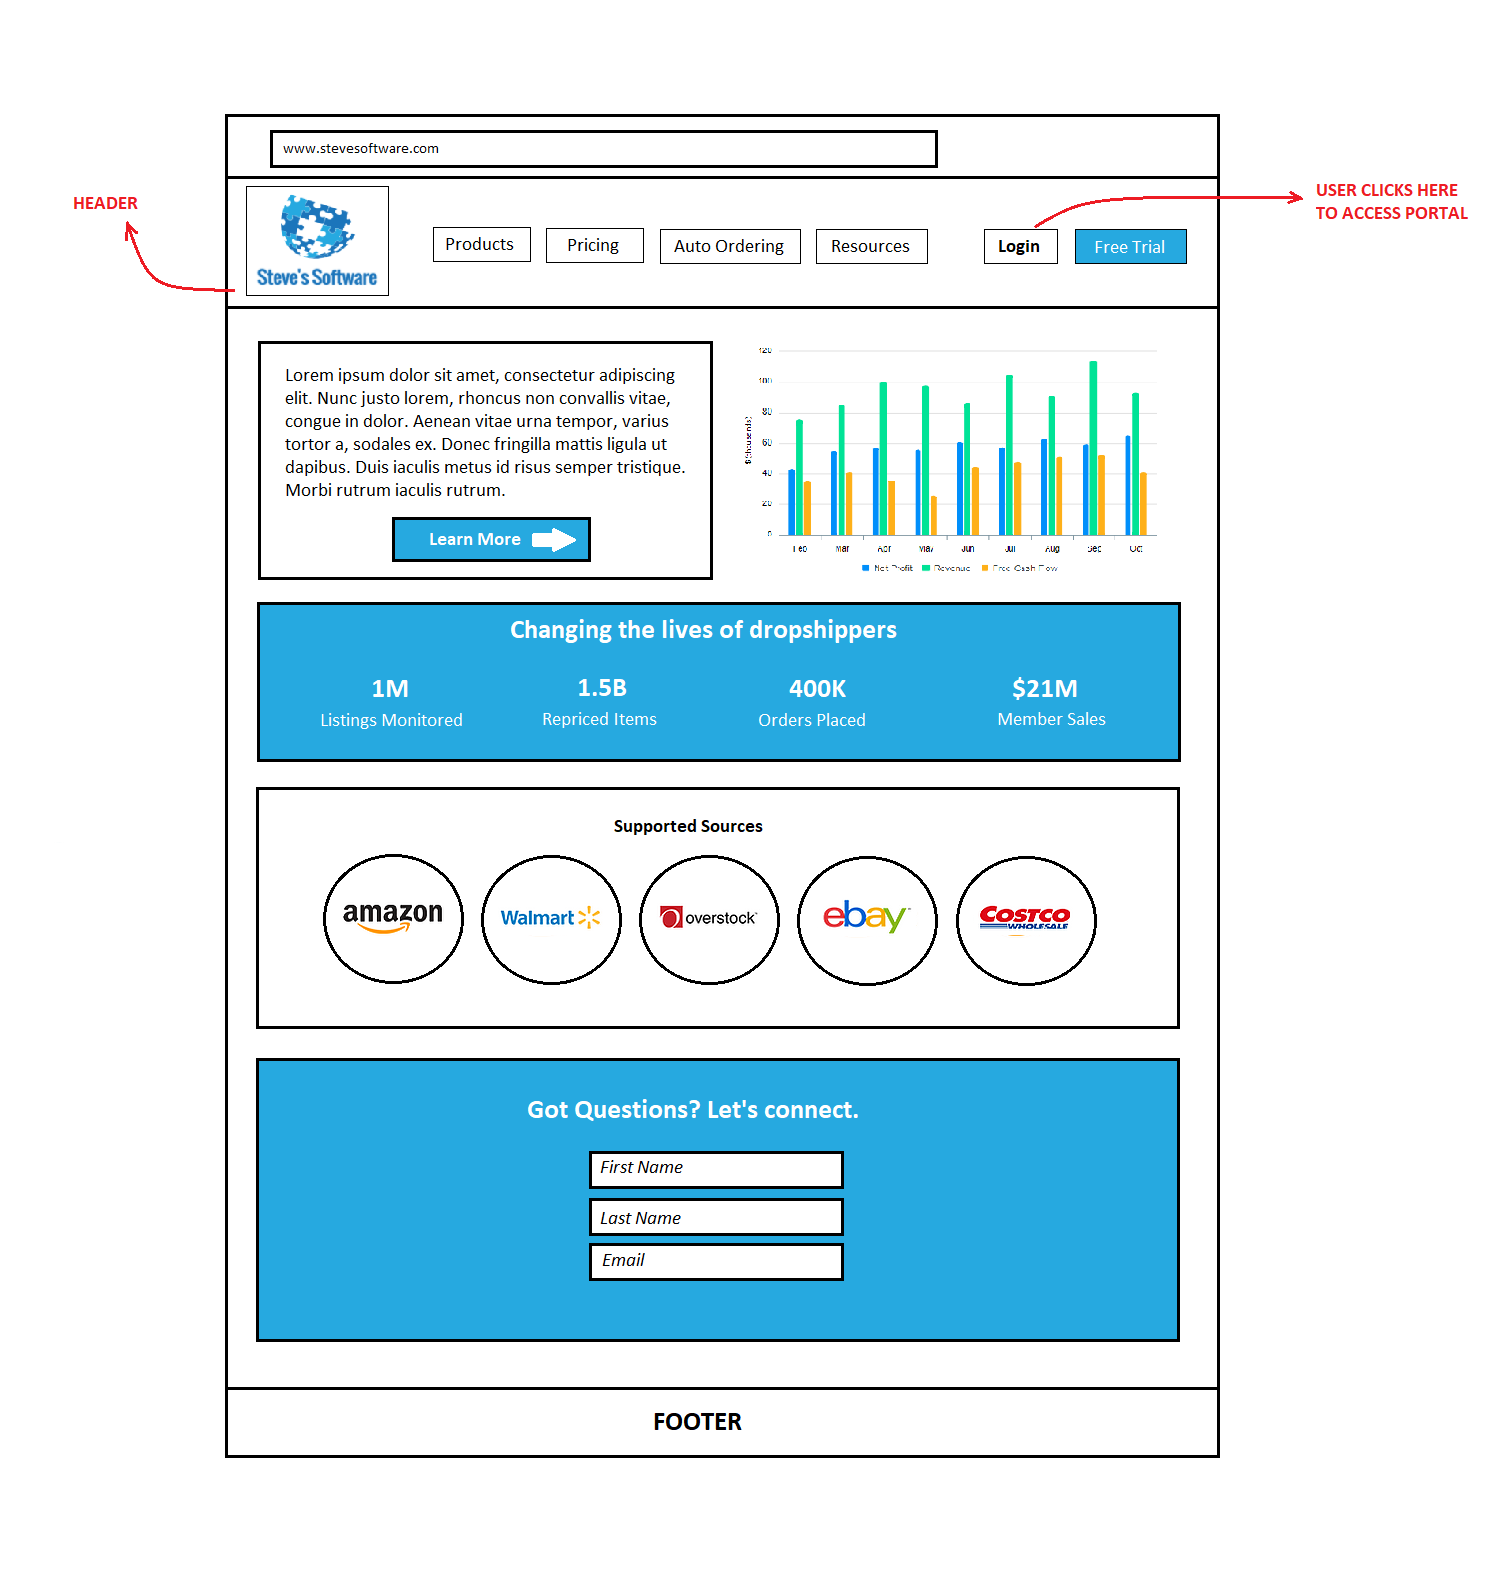 www.stevesoftware.com
HEADER
USER CLICKS HERE
TO ACCESS PORTAL
Steve's Software
Products
Pricing
Auto Ordering
Resources
Login
Free Trial
Lorem ipsum dolor sit amet, consectetur adipiscing
elit. Nunc justo lorem, rhoncus non convallis vitae,
congue in dolor. Aenean vitae urna tempor, varius
tortor a, sodales ex. Donec fringilla mattis ligula ut
dapibus. Duis iaculis metus id risus semper tristique.
Morbi rutrum iaculis rutrum.
Learn More
$ (thousands)
120
100
80
60
40
20
0
Feb
Mar
Apr
May
Jun
Jul
Aug
Sep
Oct
Net Profit
Revenue
Free Cash Flow
Changing the lives of dropshippers
1M
Listings Monitored
1.5B
Repriced Items
400K
Orders Placed
$21M
Member Sales
Supported Sources
amazon
Walmart
overstock
ebay
COSTCO
WHOLESALE
Got Questions? Let's connect.
First Name
Last Name
Email
FOOTER